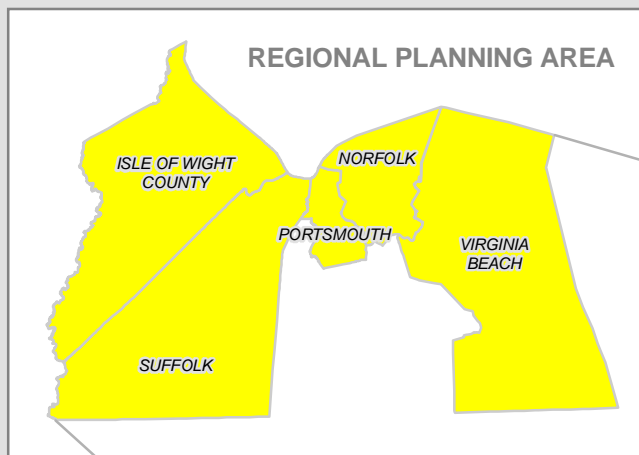 REGIONAL PLANNING AREA
ISLE OF WIGHT
COUNTY
NORFOLK
PORTSMOUTH
VIRGINIA
BEACH
SUFFOLK